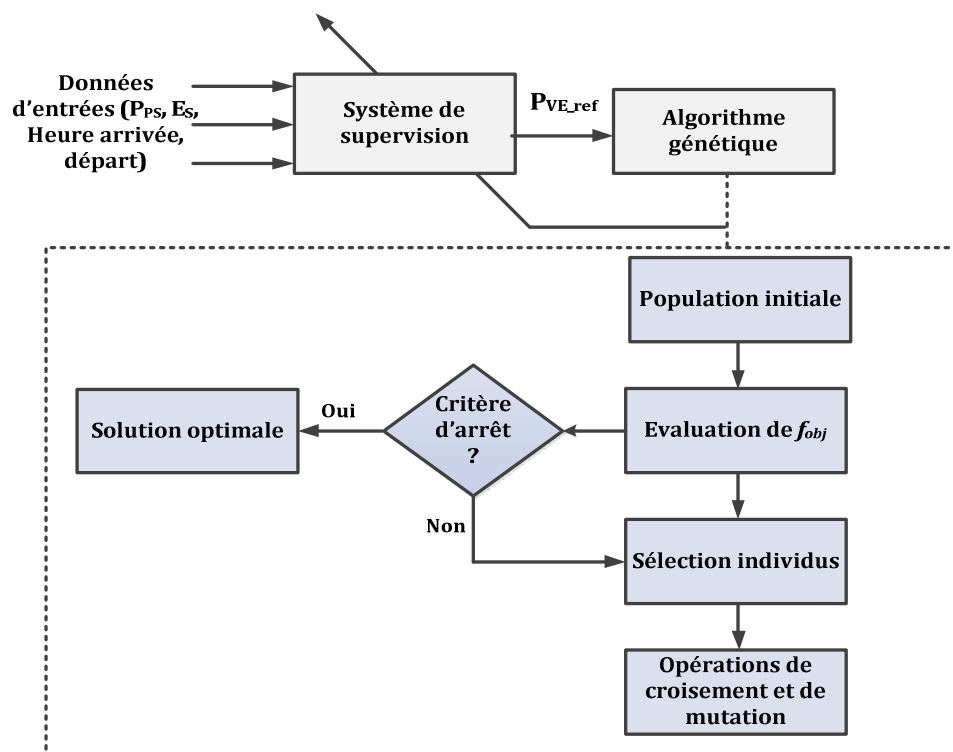 Données
d'entrées (PPS, ES,
Heure arrivée,
départ)
Système de
supervision
PVE_ref
Algorithme
génétique
Population initiale
Evaluation de fobj
Critère
d'arrêt
?
Oui
Solution optimale
Non
Sélection individus
Opérations de
croisement et de
mutation